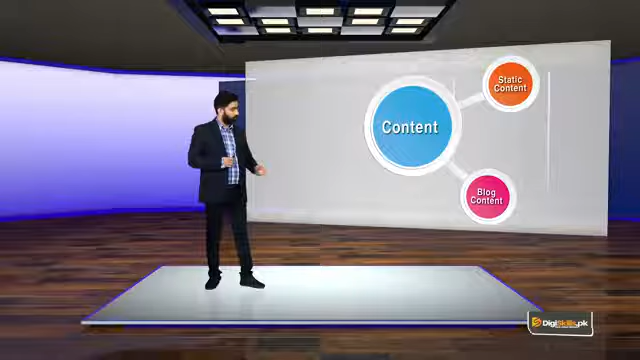 Static
Content
Content
Blog
Content
DigiSkills.pk